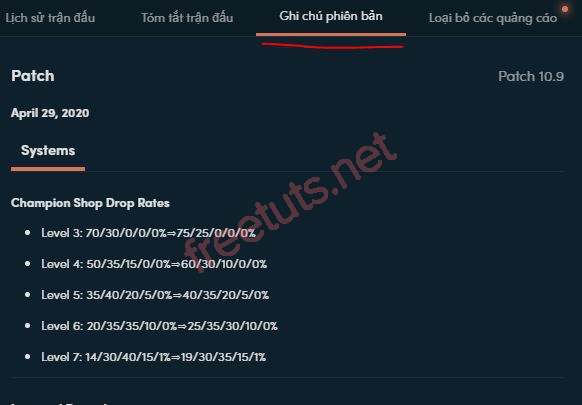 Lịch sử trận đấu Tóm tắt trận đấu Ghi chú phiên bản Loại bỏ các quảng cáo
Patch Patch 10.9
April 29, 2020
Systems
freetuts.net
Champion Shop Drop Rates
Level 3: 70/30/0/0/0%⇒75/25/0/0/0%
Level 4: 50/35/15/0/0%⇒60/30/10/0/0%
Level 5: 35/40/20/5/0%⇒40/35/20/5/0%
Level 6: 20/35/35/10/0%⇒25/35/30/10/0%
Level 7: 14/30/40/15/1%⇒19/30/35/15/1%